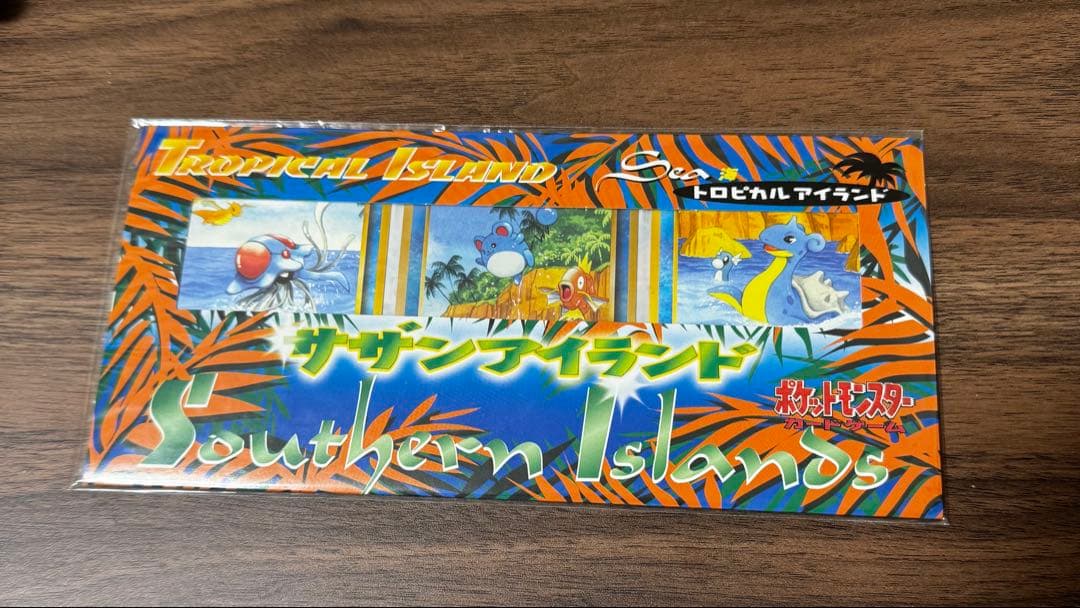 TROPICAL ISLAND
Sea 海
トロピカル アイランド
サザンアイランド
Southern Islands
ポケットモンスター
カードゲーム